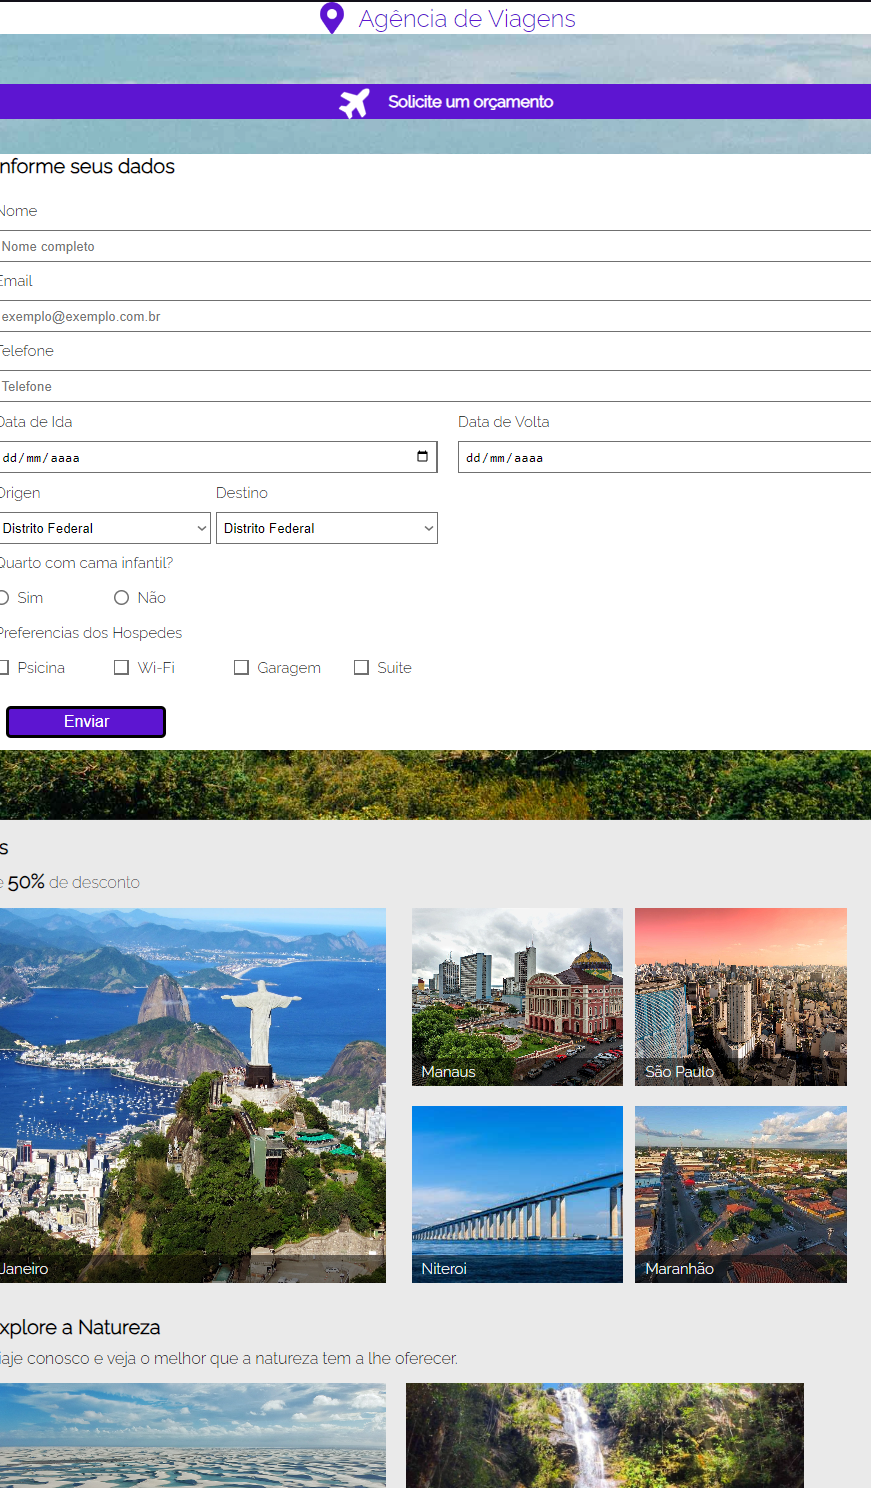 Agência de Viagens
Solicite um orçamento
nforme seus dados
Nome
Nome completo
Email
exemplo@exemplo.com.br
Telefone
Telefone
Data de Ida Data de Volta
dd/mm/aaaa dd/mm/aaaa
Origen Destino
Distrito Federal Distrito Federal
Quarto com cama infantil?
Sim Não
Preferencias dos Hospedes
Psicina Wi-Fi Garagem Suite
Enviar
s
e 50% de desconto
Manaus São Paulo
Janeiro Niteroi Maranhão
xplore a Natureza
iaje conosco e veja o melhor que a natureza tem a lhe oferecer.